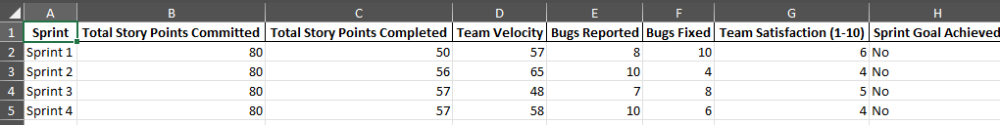 A B C D E F G H
1 Sprint Total Story Points Committed Total Story Points Completed Team Velocity Bugs Reported Bugs Fixed Team Satisfaction (1-10) Sprint Goal Achieved
2 Sprint 1 80 50 57 8 10 6 No
3 Sprint 2 80 56 65 10 4 4 No
4 Sprint 3 80 57 48 7 8 5 No
5 Sprint 4 80 57 58 10 6 4 No